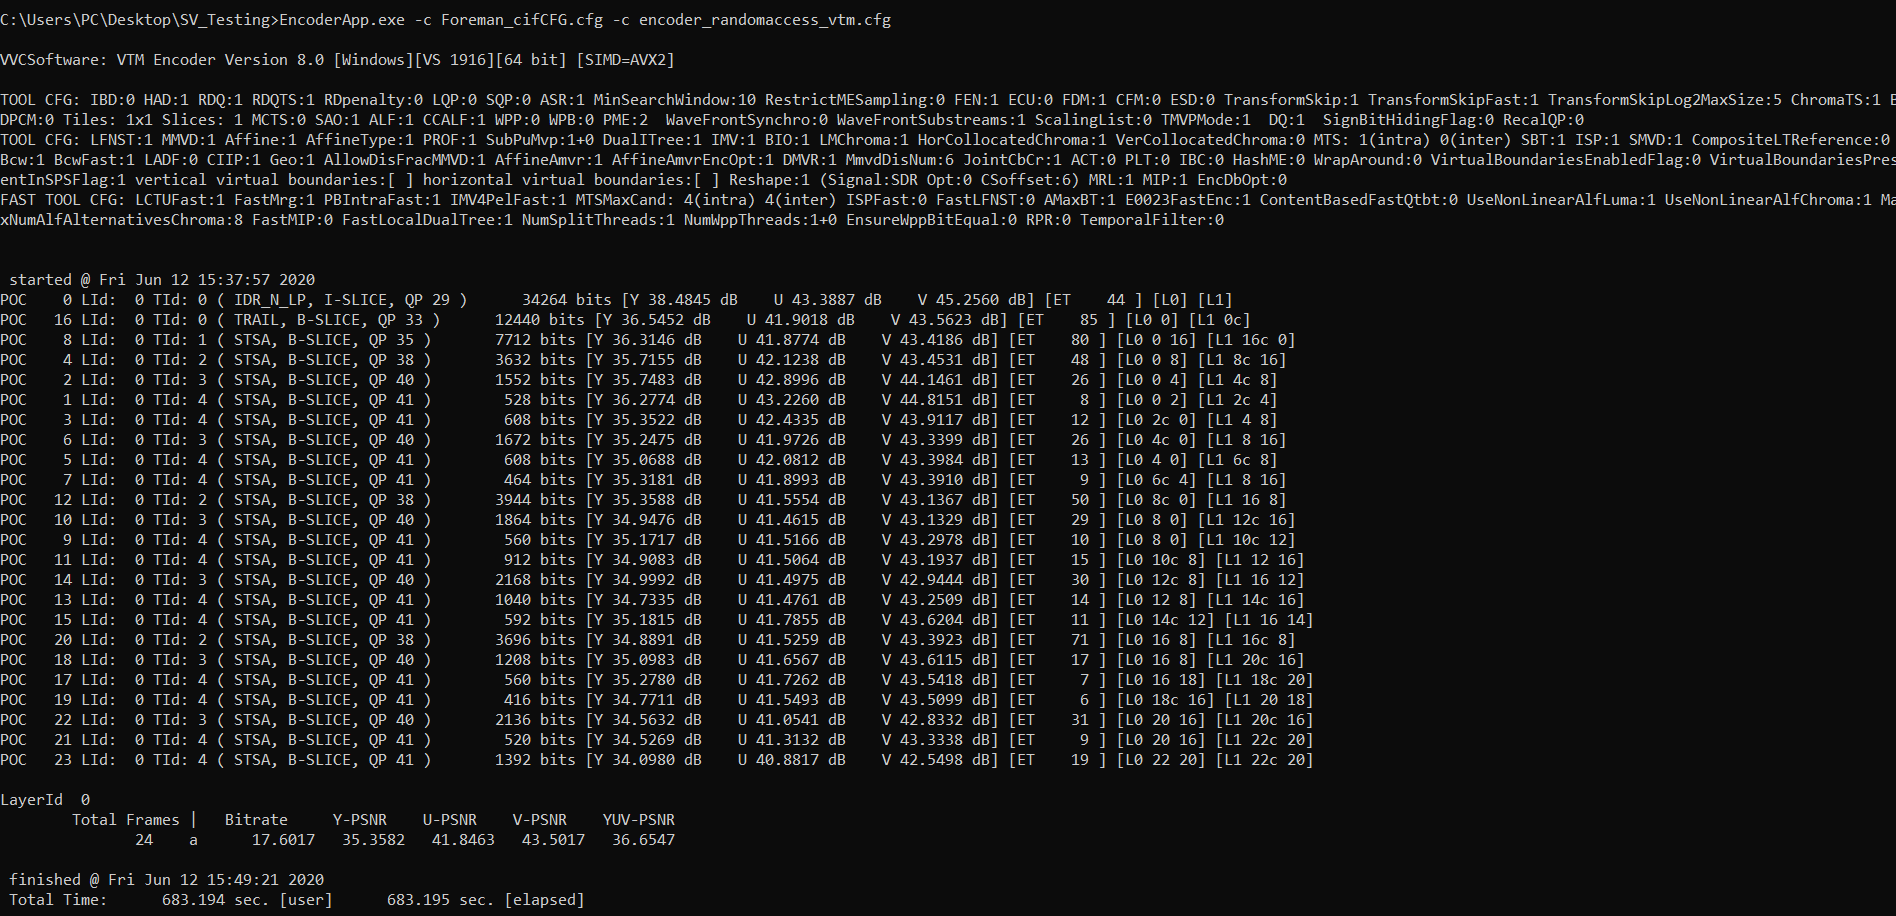 C:\Users\PC\Desktop\SV_Testing>EncoderApp.exe -c Foreman_cifCFG.cfg -c encoder_randomaccess_vtm.cfg
VVCSoftware: VTM Encoder Version 8.0 [Windows][VS 1916][64 bit] [SIMD=AVX2]
TOOL CFG: IBD:0 HAD:1 RDQ:1 RDQTS:1 RDpenalty:0 LQP:0 SQP:0 ASR:1 MinSearchWindow:10 RestrictMESampling:0 FEN:1 ECU:0 FDM:1 CFM:0 ESD:0 TransformSkip:1 TransformSkipFast:1 TransformSkipLog2MaxSize:5 ChromaTS:1
DPCM:0 Tiles: 1x1 Slices: 1 MCTS:0 SAO:1 ALF:1 CCALF:1 WPP:0 WPB:0 PME:2  WaveFrontSynchro:0 WaveFrontSubstreams:1 ScalingList:0 TMVPMode:1  DQ:1  SignBitHidingFlag:0 RecalQP:0
TOOL CFG: LFNST:1 MMVD:1 Affine:1 AffineType:1 PROF:1 SubPuMvp:1+0 DualITree:1 IMV:1 BIO:1 LMChroma:1 HorCollocatedChroma:1 VerCollocatedChroma:0 MTS: 1(intra) 0(inter) SBT:1 ISP:1 SMVD:1 CompositeLTReference:0
Bcw:1 BcwFast:1 LADF:0 CIIP:1 Geo:1 AllowDisFracMMVD:1 AffineAmvr:1 AffineAmvrEncOpt:1 DMVR:1 MmvdDisNum:6 JointCbCr:1 ACT:0 PLT:0 IBC:0 HashME:0 WrapAround:0 VirtualBoundariesEnabledFlag:0 VirtualBoundariesPres
entInSPSFlag:1 vertical virtual boundaries:[ ] horizontal virtual boundaries:[ ] Reshape:1 (Signal:SDR Opt:0 CSoffset:6) MRL:1 MIP:1 EncDbOpt:0
FAST TOOL CFG: LCTUFast:1 FastMrg:1 PBIntraFast:1 IMV4PelFast:1 MTSMaxCand: 4(intra) 4(inter) ISPFast:0 FastLFNST:0 AMaxBT:1 E0023FastEnc:1 ContentBasedFastQtbt:0 UseNonLinearAlfLuma:1 UseNonLinearAlfChroma:1 Ma
xNumAlfAlternativesChroma:8 FastMIP:0 FastLocalDualTree:1 NumSplitThreads:1 NumWppThreads:1+0 EnsureWppBitEqual:0 RPR:0 TemporalFilter:0
started @ Fri Jun 12 15:37:57 2020
POC    0 LId:  0 TId: 0 ( IDR_N_LP, I-SLICE, QP 29 )      34264 bits [Y 38.4845 dB    U 43.3887 dB    V 45.2560 dB] [ET    44 ] [L0] [L1]
POC   16 LId:  0 TId: 0 ( TRAIL, B-SLICE, QP 33 )      12440 bits [Y 36.5452 dB    U 41.9018 dB    V 43.5623 dB] [ET    85 ] [L0 0] [L1 0c]
POC    8 LId:  0 TId: 1 ( STSA, B-SLICE, QP 35 )       7712 bits [Y 36.3146 dB    U 41.8774 dB    V 43.4186 dB] [ET    80 ] [L0 0 16] [L1 16c 0]
POC    4 LId:  0 TId: 2 ( STSA, B-SLICE, QP 38 )       3632 bits [Y 35.7155 dB    U 42.1238 dB    V 43.4531 dB] [ET    48 ] [L0 0 8] [L1 8c 16]
POC    2 LId:  0 TId: 3 ( STSA, B-SLICE, QP 40 )       1552 bits [Y 35.7483 dB    U 42.8996 dB    V 44.1461 dB] [ET    26 ] [L0 0 4] [L1 4c 8]
POC    1 LId:  0 TId: 4 ( STSA, B-SLICE, QP 41 )        528 bits [Y 36.2774 dB    U 43.2260 dB    V 44.8151 dB] [ET     8 ] [L0 0 2] [L1 2c 4]
POC    3 LId:  0 TId: 4 ( STSA, B-SLICE, QP 41 )        608 bits [Y 35.3522 dB    U 42.4335 dB    V 43.9117 dB] [ET    12 ] [L0 2c 0] [L1 4 8]
POC    6 LId:  0 TId: 3 ( STSA, B-SLICE, QP 40 )       1672 bits [Y 35.2475 dB    U 41.9726 dB    V 43.3399 dB] [ET    26 ] [L0 4c 0] [L1 8 16]
POC    5 LId:  0 TId: 4 ( STSA, B-SLICE, QP 41 )        608 bits [Y 35.0688 dB    U 42.0812 dB    V 43.3984 dB] [ET    13 ] [L0 4 0] [L1 6c 8]
POC    7 LId:  0 TId: 4 ( STSA, B-SLICE, QP 41 )        464 bits [Y 35.3181 dB    U 41.8993 dB    V 43.3910 dB] [ET     9 ] [L0 6c 4] [L1 8 16]
POC   12 LId:  0 TId: 2 ( STSA, B-SLICE, QP 38 )       3944 bits [Y 35.3588 dB    U 41.5554 dB    V 43.1367 dB] [ET    50 ] [L0 8c 0] [L1 16 8]
POC   10 LId:  0 TId: 3 ( STSA, B-SLICE, QP 40 )       1864 bits [Y 34.9476 dB    U 41.4615 dB    V 43.1329 dB] [ET    29 ] [L0 8 0] [L1 12c 16]
POC    9 LId:  0 TId: 4 ( STSA, B-SLICE, QP 41 )        560 bits [Y 35.1717 dB    U 41.5166 dB    V 43.2978 dB] [ET    10 ] [L0 8 0] [L1 10c 12]
POC   11 LId:  0 TId: 4 ( STSA, B-SLICE, QP 41 )        912 bits [Y 34.9083 dB    U 41.5064 dB    V 43.1937 dB] [ET    15 ] [L0 10c 8] [L1 12 16]
POC   14 LId:  0 TId: 3 ( STSA, B-SLICE, QP 40 )       2168 bits [Y 34.9992 dB    U 41.4975 dB    V 42.9444 dB] [ET    30 ] [L0 12c 8] [L1 16 12]
POC   13 LId:  0 TId: 4 ( STSA, B-SLICE, QP 41 )       1040 bits [Y 34.7335 dB    U 41.4761 dB    V 43.2509 dB] [ET    14 ] [L0 12 8] [L1 14c 16]
POC   15 LId:  0 TId: 4 ( STSA, B-SLICE, QP 41 )        592 bits [Y 35.1815 dB    U 41.7855 dB    V 43.6204 dB] [ET    11 ] [L0 14c 12] [L1 16 14]
POC   20 LId:  0 TId: 2 ( STSA, B-SLICE, QP 38 )       3696 bits [Y 34.8891 dB    U 41.5259 dB    V 43.3923 dB] [ET    71 ] [L0 16 8] [L1 16c 8]
POC   18 LId:  0 TId: 3 ( STSA, B-SLICE, QP 40 )       1208 bits [Y 35.0983 dB    U 41.6567 dB    V 43.6115 dB] [ET    17 ] [L0 16 8] [L1 20c 16]
POC   17 LId:  0 TId: 4 ( STSA, B-SLICE, QP 41 )        560 bits [Y 35.2780 dB    U 41.7262 dB    V 43.5418 dB] [ET     7 ] [L0 16 18] [L1 18c 20]
POC   19 LId:  0 TId: 4 ( STSA, B-SLICE, QP 41 )        416 bits [Y 34.7711 dB    U 41.5493 dB    V 43.5099 dB] [ET     6 ] [L0 18c 16] [L1 20 18]
POC   22 LId:  0 TId: 3 ( STSA, B-SLICE, QP 40 )       2136 bits [Y 34.5632 dB    U 41.0541 dB    V 42.8332 dB] [ET    31 ] [L0 20 16] [L1 20c 16]
POC   21 LId:  0 TId: 4 ( STSA, B-SLICE, QP 41 )        520 bits [Y 34.5269 dB    U 41.3132 dB    V 43.3338 dB] [ET     9 ] [L0 20 16] [L1 22c 20]
POC   23 LId:  0 TId: 4 ( STSA, B-SLICE, QP 41 )       1392 bits [Y 34.0980 dB    U 40.8817 dB    V 42.5498 dB] [ET    19 ] [L0 22 20] [L1 22c 20]
LayerId  0
Total Frames |   Bitrate     Y-PSNR    U-PSNR    V-PSNR    YUV-PSNR
24    a      17.6017   35.3582   41.8463   43.5017   36.6547
finished @ Fri Jun 12 15:49:21 2020
Total Time:      683.194 sec. [user]      683.195 sec. [elapsed]